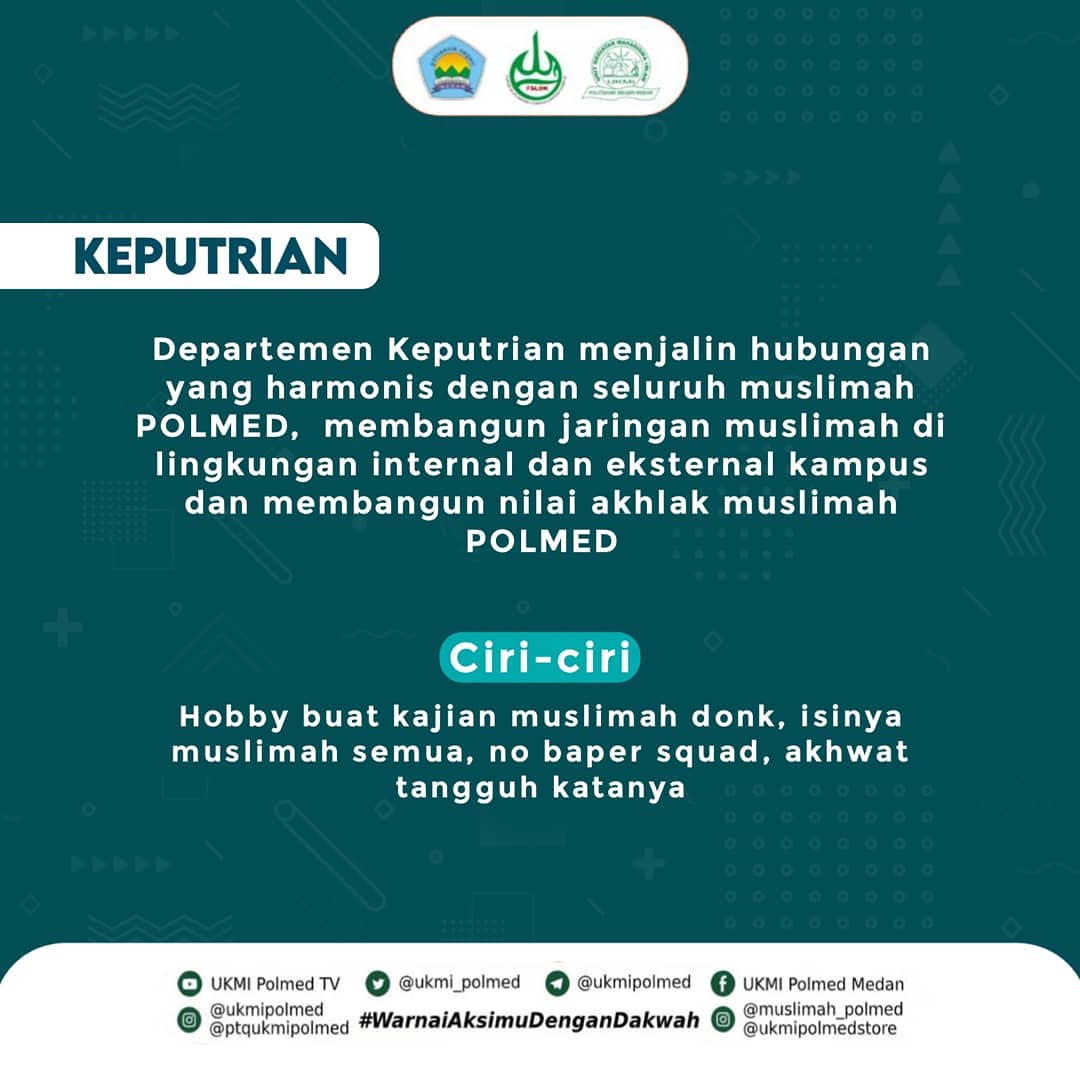 FSLDK
UKMI
KEPUTRIAN
Departemen Keputrian menjalin hubungan
yang harmonis dengan seluruh muslimah
POLMED, membangun jaringan muslimah di
lingkungan internal dan eksternal kampus
dan membangun nilai akhlak muslimah
POLMED
Ciri-ciri
Hobby buat kajian muslimah donk, isinya
muslimah semua, no baper squad, akhwat
tangguh katanya
UKMI Polmed TV
@ukmi_polmed
@ukmipolmed
UKMI Polmed Medan
@ukmipolmed
@ptqukmipolmed
#WarnaiAksimuDenganDakwah
@muslimah_polmed
@ukmipolmedstore